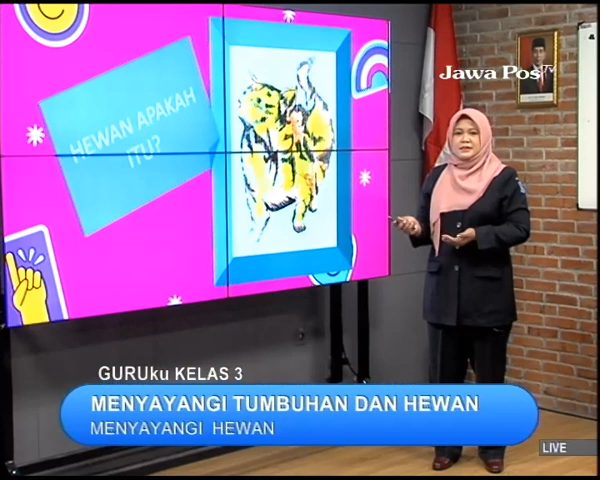 Jawa Pos TV
HEWAN APAKAH
ITU?
GURUku KELAS 3
MENYAYANGI TUMBUHAN DAN HEWAN
MENYAYANGI HEWAN
LIVE